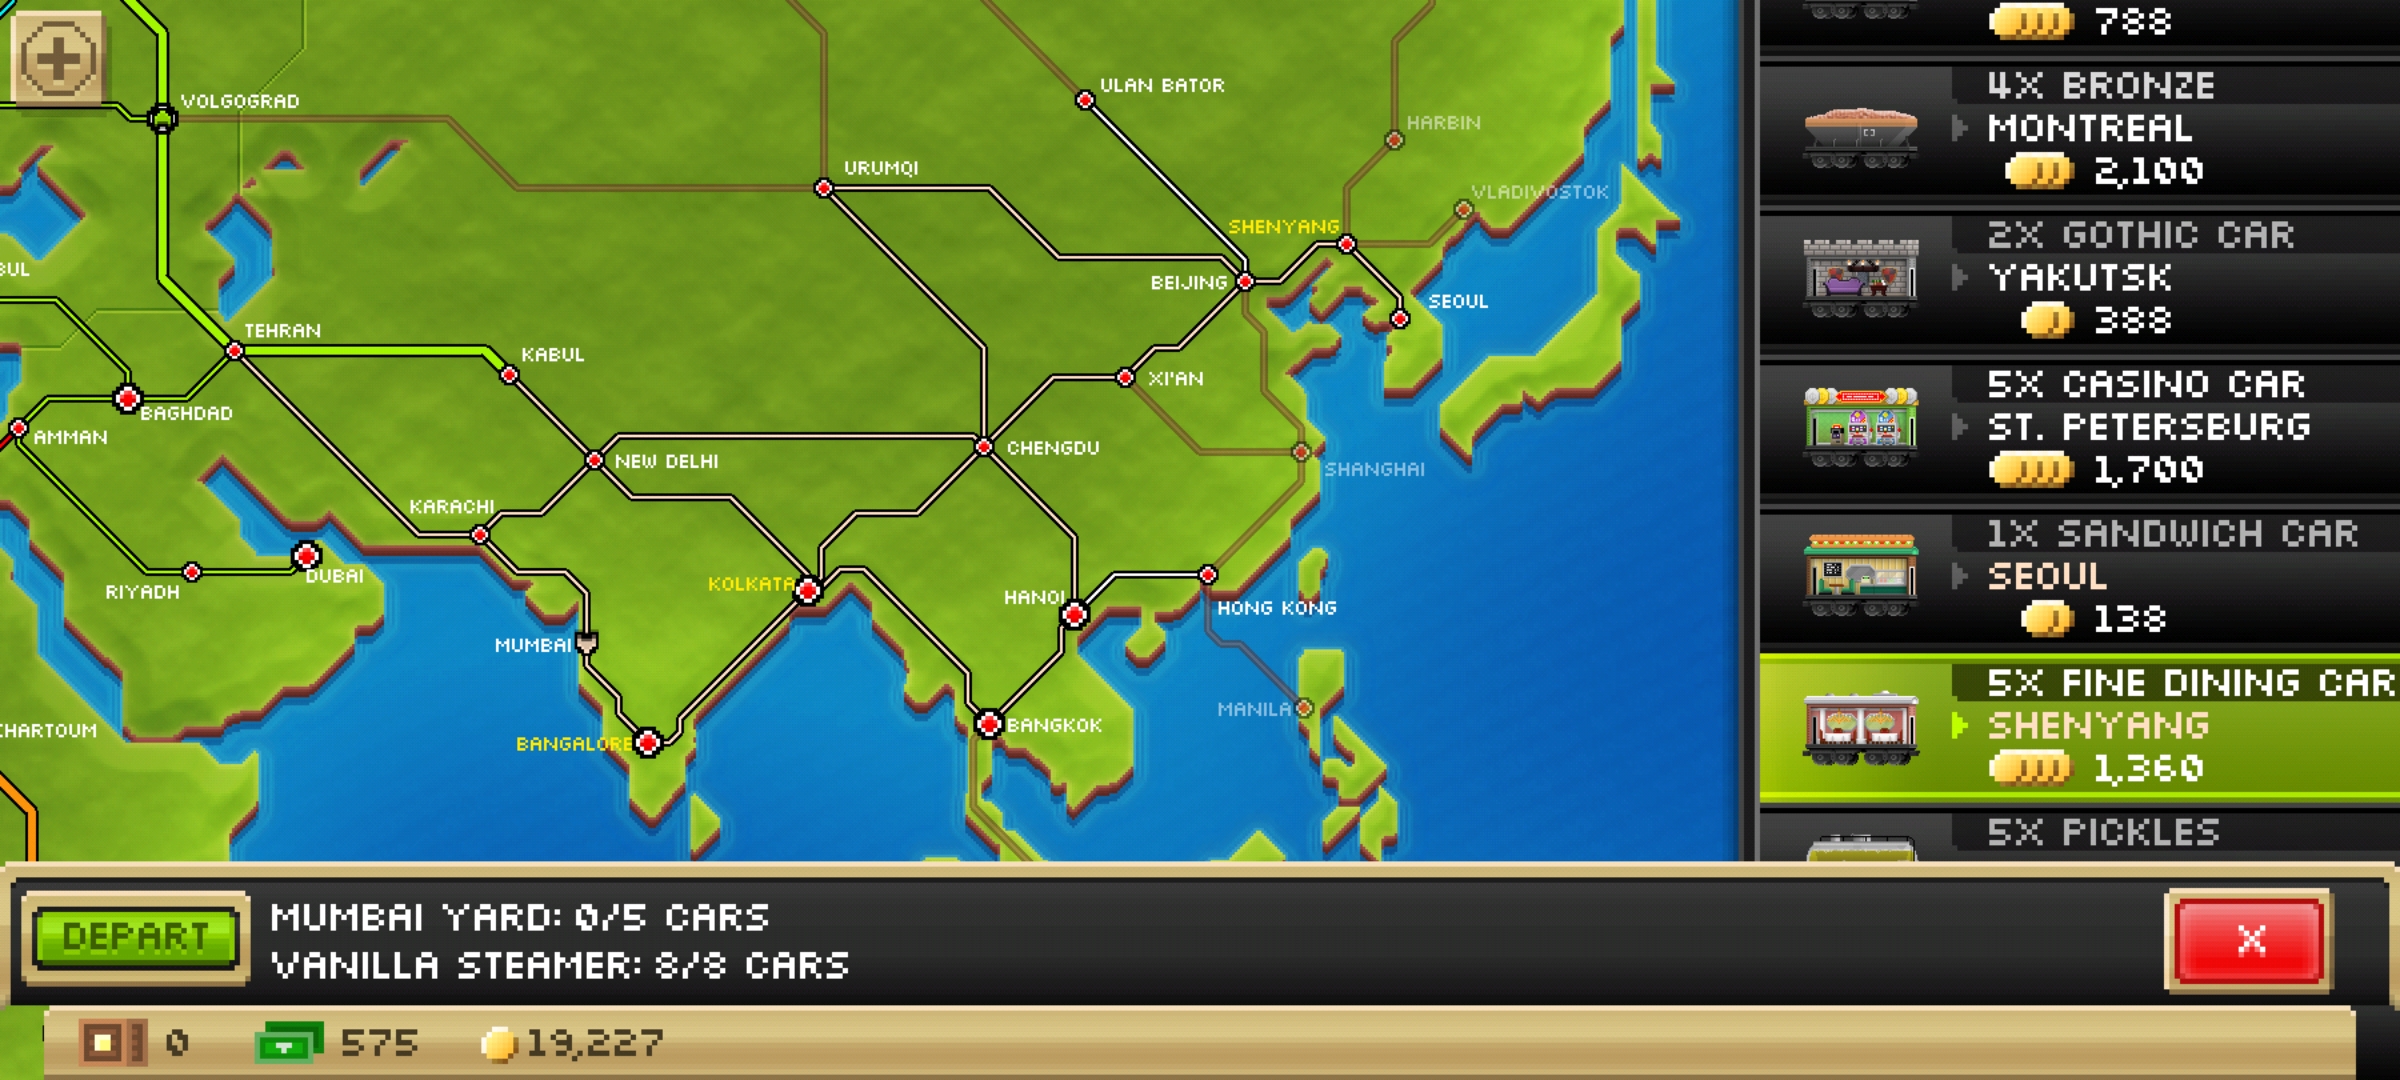 VOLGOGRAD
ULAN BATOR
HARBIN
URUMQI
VLADIVOSTOK
SHENYANG
BUL
BEIJING
SEOUL
TEHRAN
KABUL
XI'AN
BAGHDAD
AMMAN
CHENGDU
NEW DELHI
SHANGHAI
KARACHI
DUBAI
RIYADH
KOLKATA
HANOI
HONG KONG
MUMBAI
MANILA
BANGKOK
CHARTOUM
BANGALORE
788
4X BRONZE
MONTREAL
2,100
2X GOTHIC CAR
YAKUTSK
388
5X CASINO CAR
ST. PETERSBURG
1,700
1X SANDWICH CAR
SEOUL
138
5X FINE DINING CAR
SHENYANG
1,360
5X PICKLES
DEPART
MUMBAI YARD: 0/5 CARS
VANILLA STEAMER: 8/8 CARS
X
0
575
19,227